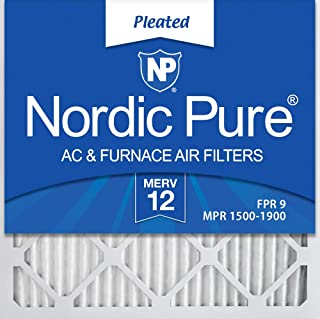 Pleated
NP
Nordic Pure®
AC & FURNACE AIR FILTERS
MERV
12
FPR 9
MPR 1500-1900